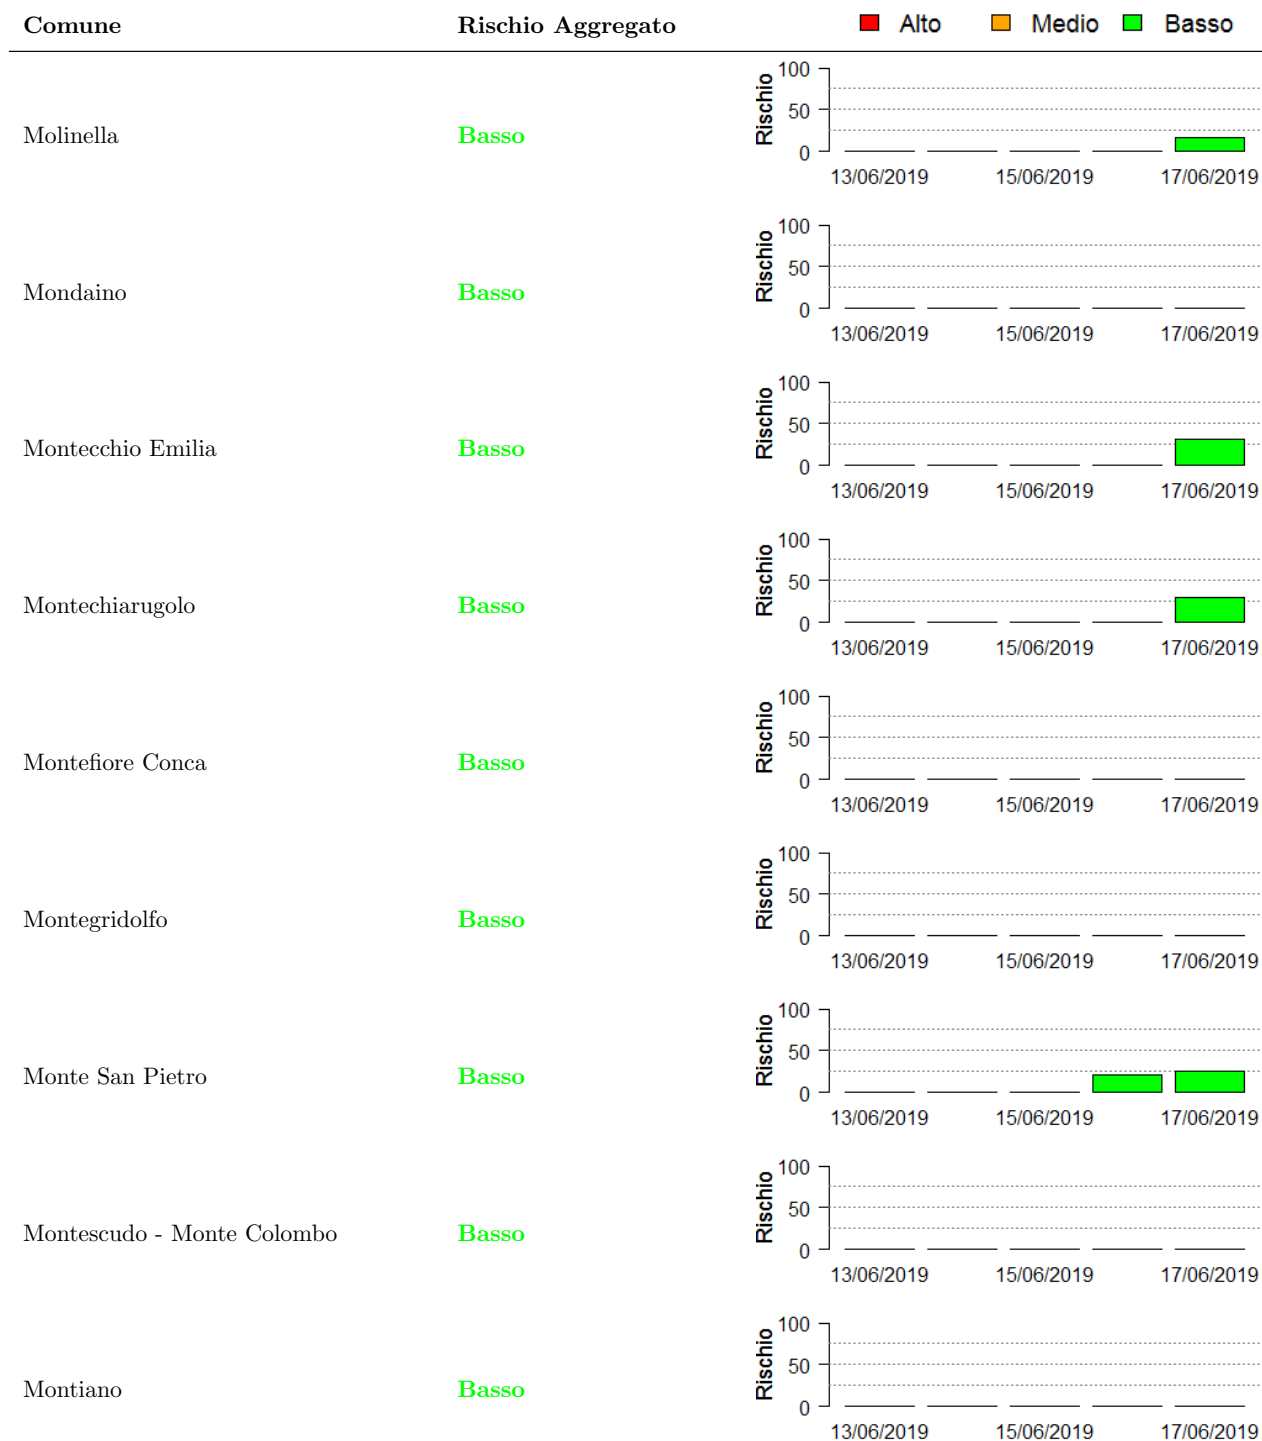 Comune Rischio Aggregato Alto Medio Basso
Molinella Basso Rischio 100 50 0
13/06/2019 15/06/2019 17/06/2019
Mondaino Basso Rischio 100 50 0
13/06/2019 15/06/2019 17/06/2019
Montecchio Emilia Basso Rischio 100 50 0
13/06/2019 15/06/2019 17/06/2019
Montechiarugolo Basso Rischio 100 50 0
13/06/2019 15/06/2019 17/06/2019
Montefiore Conca Basso Rischio 100 50 0
13/06/2019 15/06/2019 17/06/2019
Montegridolfo Basso Rischio 100 50 0
13/06/2019 15/06/2019 17/06/2019
Monte San Pietro Basso Rischio 100 50 0
13/06/2019 15/06/2019 17/06/2019
Montescudo - Monte Colombo Basso Rischio 100 50 0
13/06/2019 15/06/2019 17/06/2019
Montiano Basso Rischio 100 50 0
13/06/2019 15/06/2019 17/06/2019